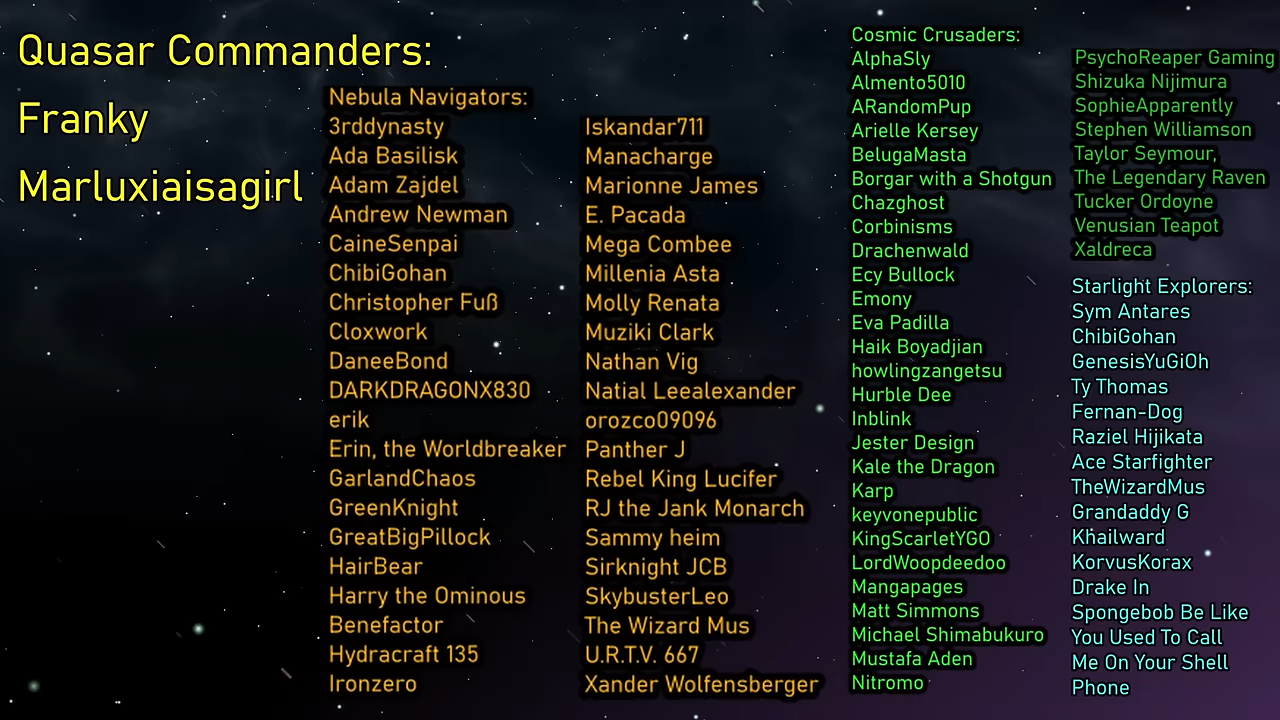 Quasar Commanders:
Franky
Marluxiaisagirl
Nebula Navigators:
3rddynasty
Ada Basilisk
Adam Zajdel
Andrew Newman
CaineSenpai
ChibiGohan
Christopher Fuß
Cloxwork
DaneeBond
DARKDRAGONX830
erik
Erin, the Worldbreaker
GarlandChaos
GreenKnight
GreatBigPillock
HairBear
Harry the Ominous
Benefactor
Hydracraft 135
Ironzero
Iskandar711
Manacharge
Marionne James
E. Pacada
Mega Combee
Millenia Asta
Molly Renata
Muziki Clark
Nathan Vig
Natial Leealexander
orozco09096
Panther J
Rebel King Lucifer
RJ the Jank Monarch
Sammy heim
Sirknight JCB
SkybusterLeo
The Wizard Mus
U.R.T.V. 667
Xander Wolfensberger
Cosmic Crusaders:
AlphaSly
Almento5010
ARandomPup
Arielle Kersey
BelugaMasta
Borgar with a Shotgun
Chazghost
Corbinisms
Drachenwald
Ecy Bullock
Emony
Eva Padilla
Haik Boyadjian
howlingzangetsu
Hurble Dee
Inblink
Jester Design
Kale the Dragon
Karp
keyvonepublic
KingScarletYGO
LordWoopdeedoo
Mangapages
Matt Simmons
Michael Shimabukuro
Mustafa Aden
Nitromo
PsychoReaper Gaming
Shizuka Nijimura
SophieApparently
Stephen Williamson
Taylor Seymour,
The Legendary Raven
Tucker Ordoyne
Venusian Teapot
Xaldreca
Starlight Explorers:
Sym Antares
ChibiGohan
GenesisYuGiOh
Ty Thomas
Fernan-Dog
Raziel Hijikata
Ace Starfighter
TheWizardMus
Grandaddy G
Khailward
KorvusKorax
Drake In
Spongebob Be Like
You Used To Call
Me On Your Shell
Phone